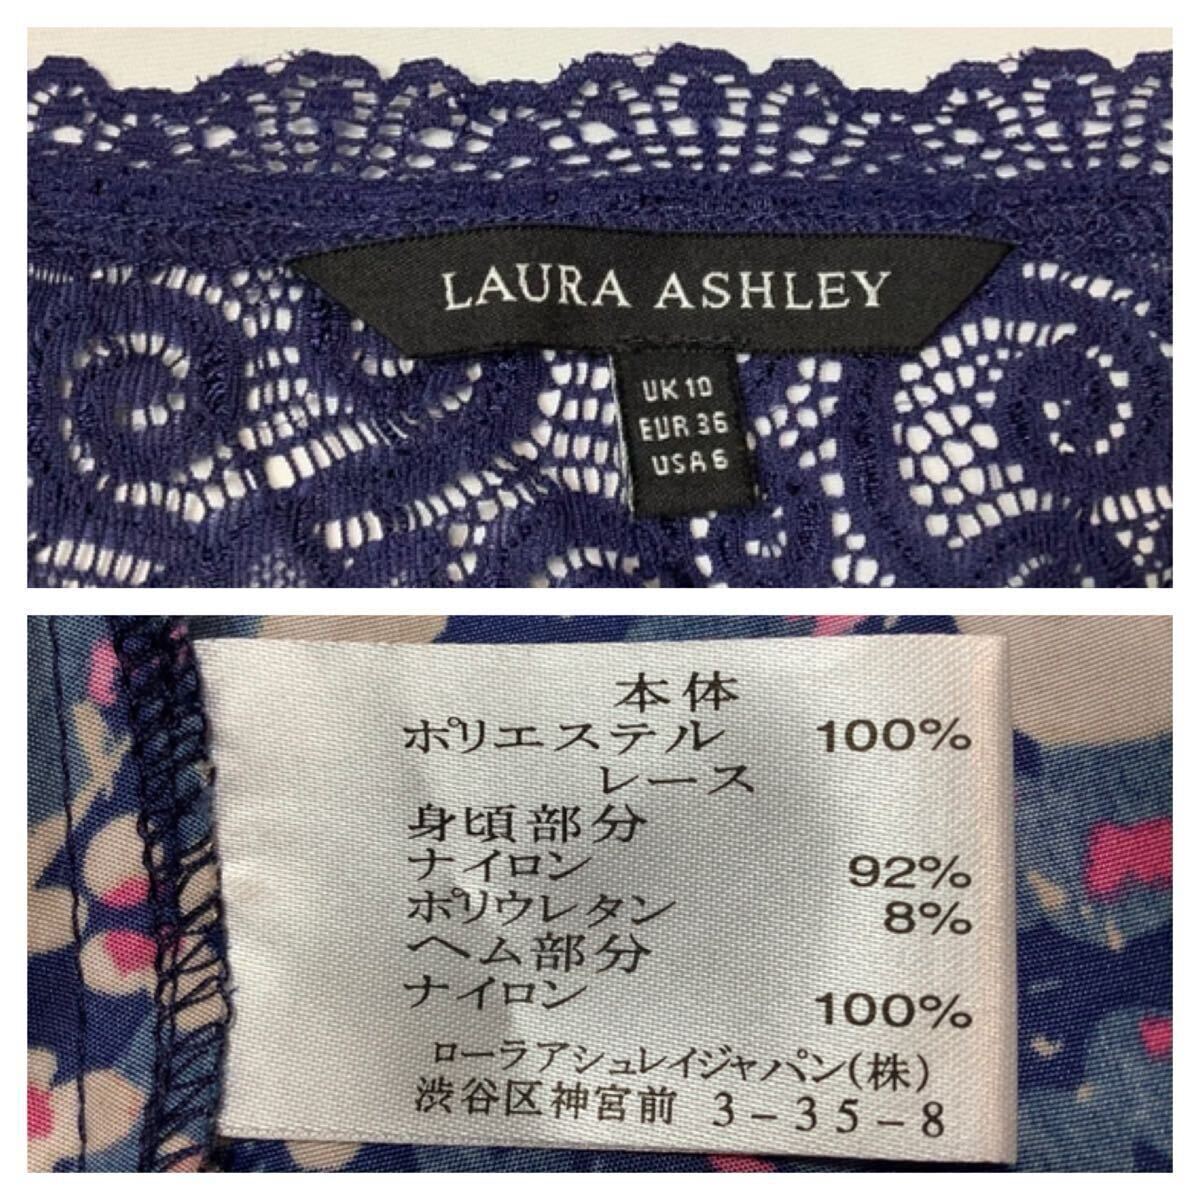 LAURA ASHLEY
UK 10
EUR 36
USA 6
本体
ポリエステル 100%
レース
身頃部分
ナイロン 92%
ポリウレタン 8%
ヘム部分
ナイロン 100%
ローラアシュレイジャパン(株)
渋谷区神宮前 3-35-8